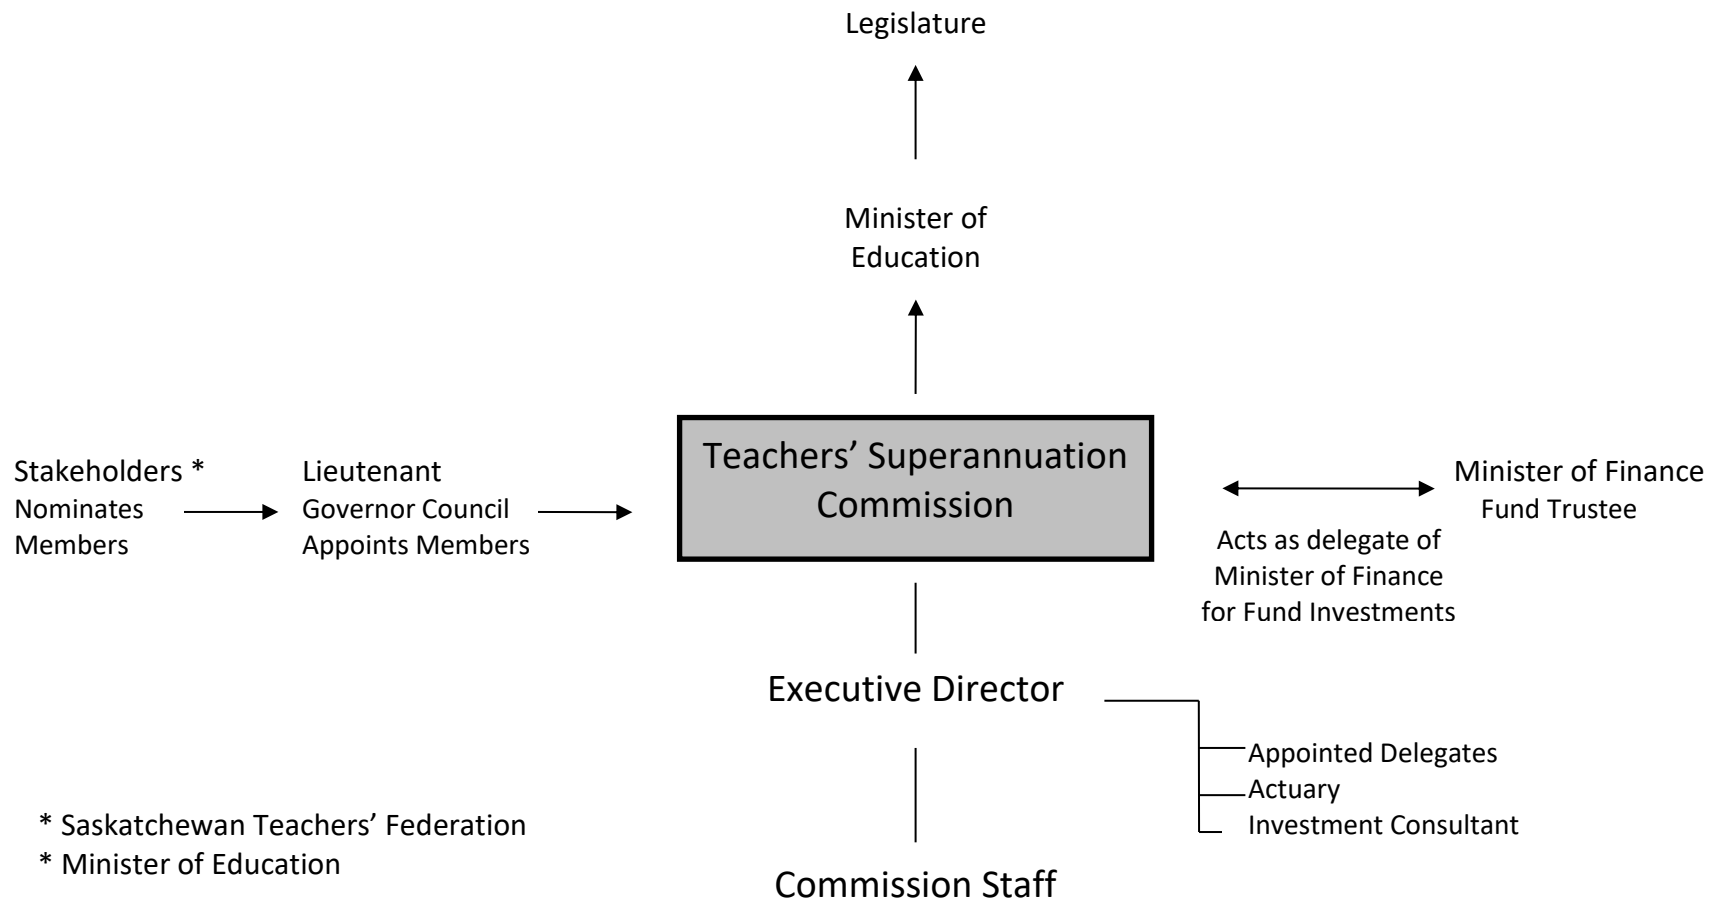 Legislature
Minister of
Education
Teachers’ Superannuation
Commission
Stakeholders *
Nominates
Members
Lieutenant
Governor Council
Appoints Members
Minister of Finance
Fund Trustee
Acts as delegate of
Minister of Finance
for Fund Investments
Executive Director
Appointed Delegates
Actuary
Investment Consultant
* Saskatchewan Teachers’ Federation
* Minister of Education
Commission Staff